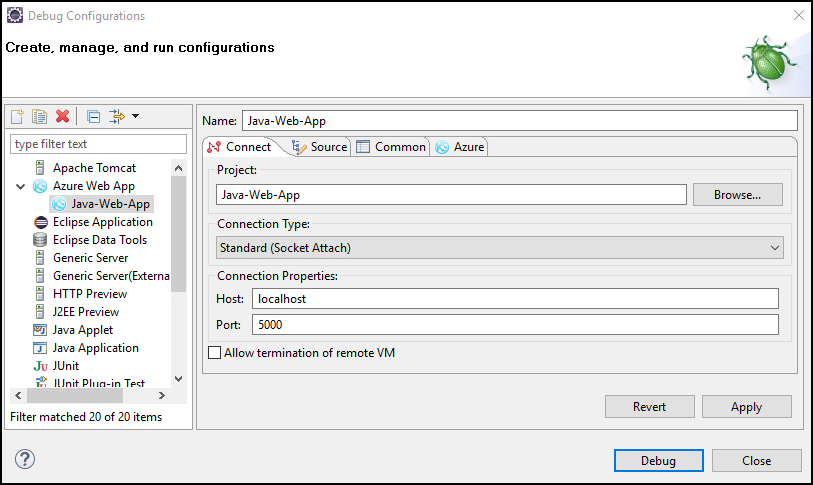 Debug Configurations
Create, manage, and run configurations
type filter text
Apache Tomcat
Azure Web App
Java-Web-App
Eclipse Application
Eclipse Data Tools
Generic Server
Generic Server(Externa
HTTP Preview
J2EE Preview
Java Applet
Java Application
JUnit
JUnit Plug-in Test
Filter matched 20 of 20 items
Name: Java-Web-App
Connect Source Common Azure
Project:
Java-Web-App Browse...
Connection Type:
Standard (Socket Attach)
Connection Properties:
Host: localhost
Port: 5000
Allow termination of remote VM
Revert Apply
Debug Close